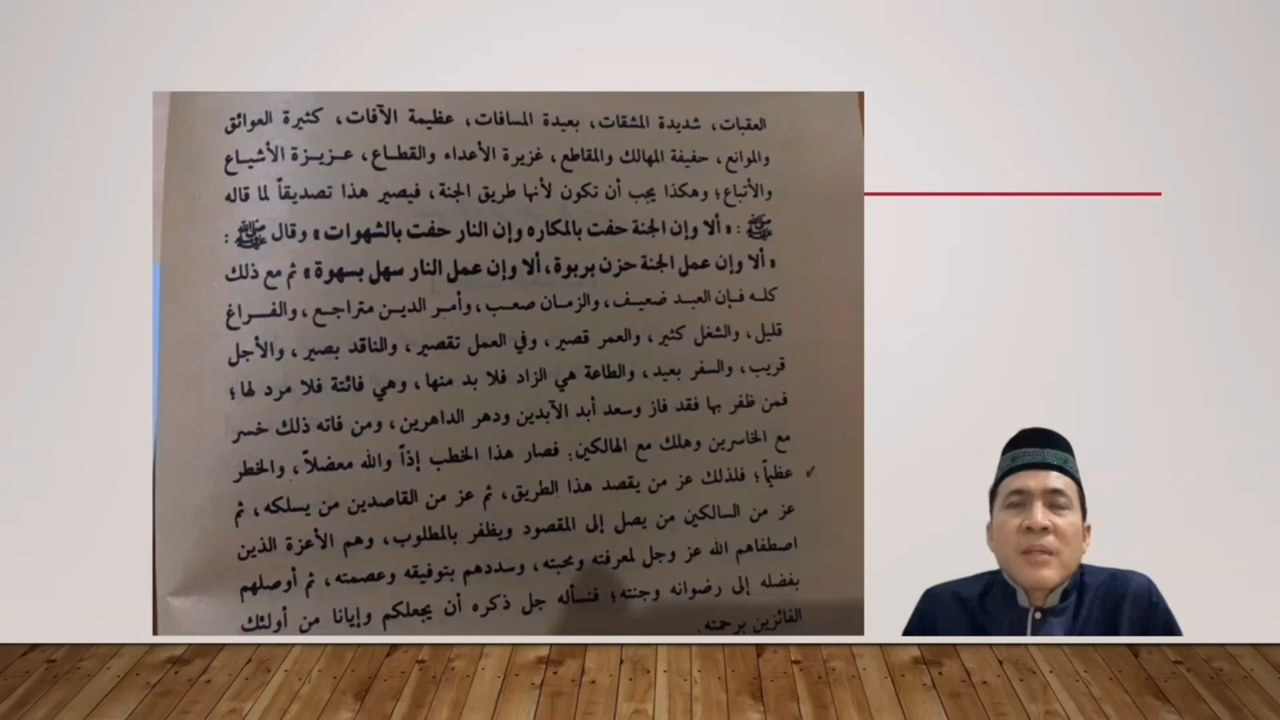 العقبات، شديدة المشقات، بعيدة المسافات، عظيمة الآفات، كثيرة العوائق
والموانع، حفيفة المهالك والمقاطع، غزيرة الأعداء والقطاع، عزيزة الأشياع
والأتباع؛ وهكذا يجب أن تكون لأنها طريق الجنة، فيصير هذا تصديقاً لما قاله
ﷺ: «ألا وإن الجنة حفت بالمكاره وإن النار حفت بالشهوات» وقال ﷺ:
«ألا وإن عمل الجنة حزن بربوة، ألا وإن عمل النار سهل بسهوة» ثم مع ذلك
كله فإن العبد ضعيف، والزمان صعب، وأمر الدين متراجع، والفراغ
قليل، والشغل كثير، والعمر قصير، وفي العمل تقصير، والناقد بصير، والأجل
قريب، والسفر بعيد، والطاعة هي الزاد فلا بد منها، وهي فائتة فلا مرد لها؛
فمن ظفر بها فقد فاز وسعد أبد الآبدين ودهر الداهرين، ومن فاته ذلك خسر
مع الخاسرين وهلك مع الهالكين. فصار هذا الخطب إذاً والله معضلاً، والخطر
عظيماً؛ فلذلك عز من يقصد هذا الطريق، ثم عز من القاصدين من يسلكه، ثم
عز من السالكين من يصل إلى المقصود ويظفر بالمطلوب، وهم الأعزة الذين
اصطفاهم الله عز وجل لمعرفته ومحبته، وسددهم بتوفيقه وعصمته، ثم أوصلهم
بفضله إلى رضوانه وجنته؛ فنسأله جل ذكره أن يجعلكم وإيانا من أولئك
الفائزين برحمته.